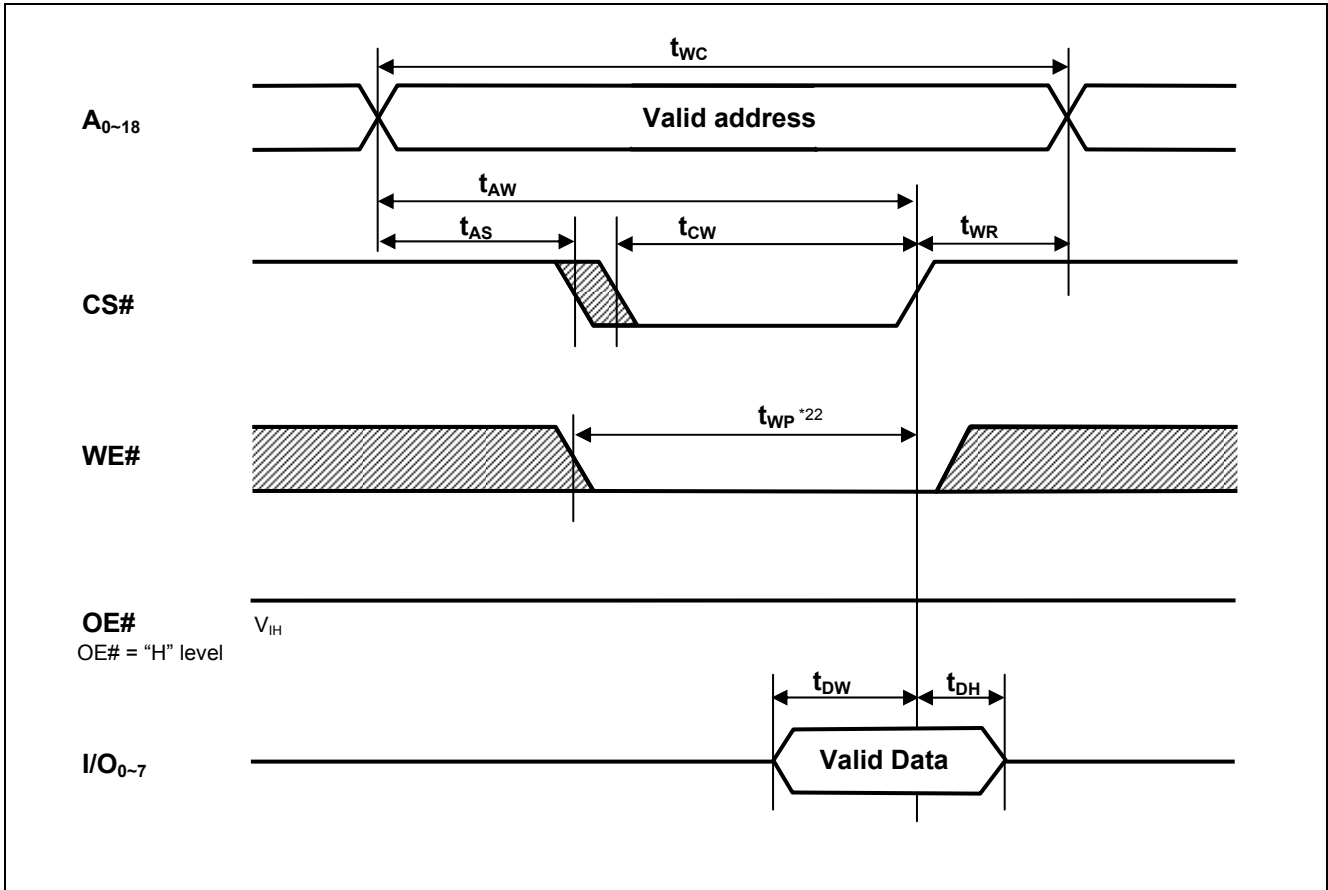 tWC
A0~18
Valid address
tAW
tAS
tCW
tWR
CS#
tWP *22
WE#
OE#
VIH
OE# = “H” level
tDW
tDH
I/O0~7
Valid Data